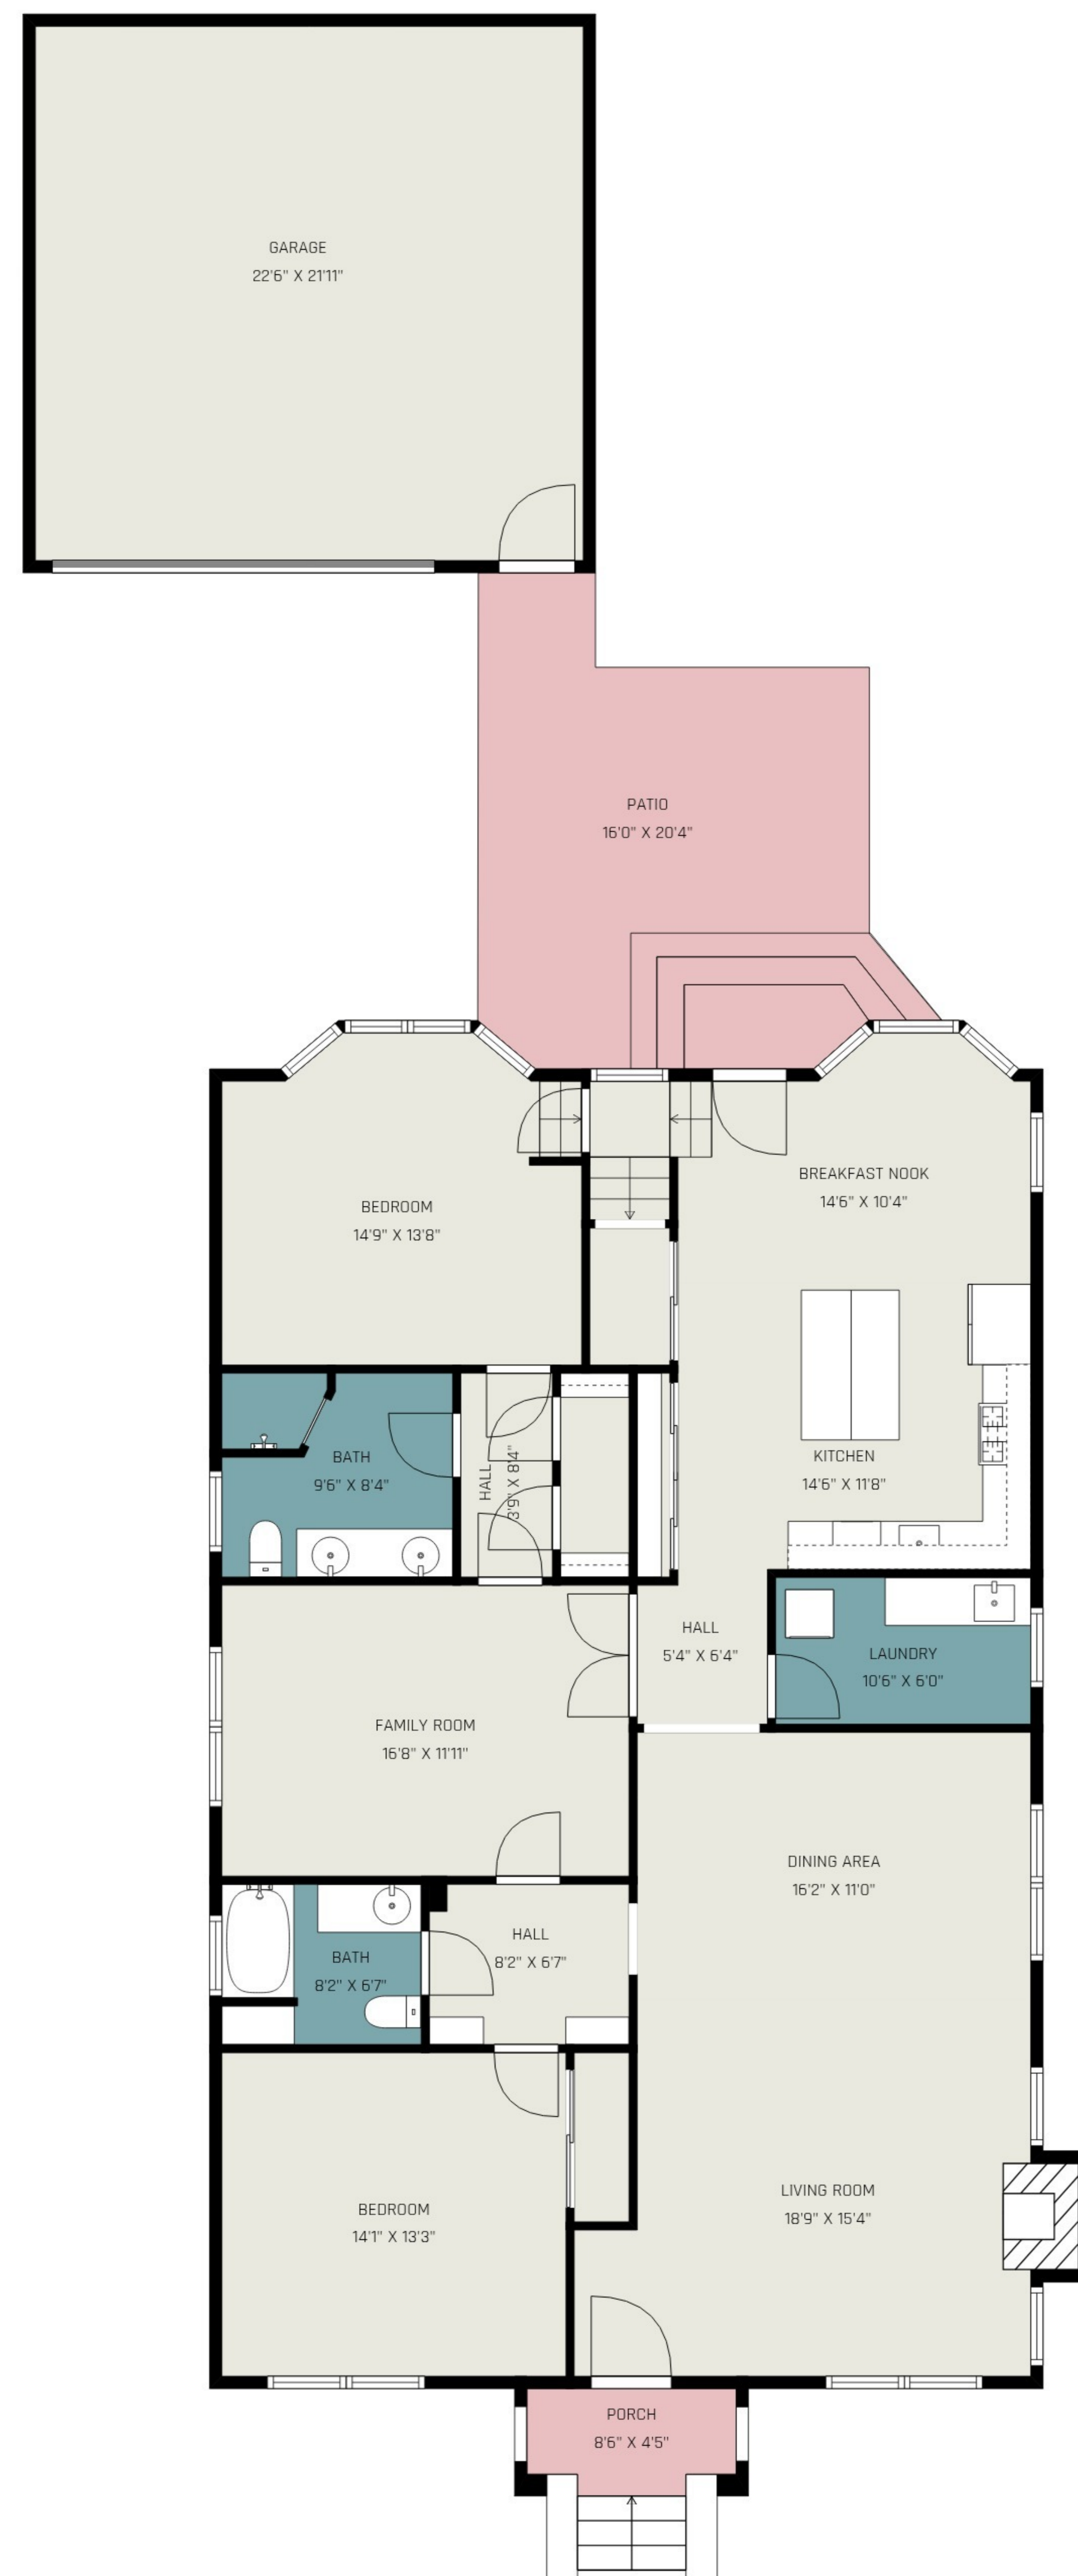 GARAGE
22'6" X 21'11"
PATIO
16'0" X 20'4"
BREAKFAST NOOK
14'6" X 10'4"
BEDROOM
14'9" X 13'8"
KITCHEN
14'6" X 11'8"
BATH
9'6" X 8'4"
HALL
3'9" X 8'4"
HALL
5'4" X 6'4"
LAUNDRY
10'6" X 6'0"
FAMILY ROOM
16'8" X 11'11"
DINING AREA
16'2" X 11'0"
HALL
8'2" X 6'7"
BATH
8'2" X 6'7"
LIVING ROOM
18'9" X 15'4"
BEDROOM
14'1" X 13'3"
PORCH
8'6" X 4'5"